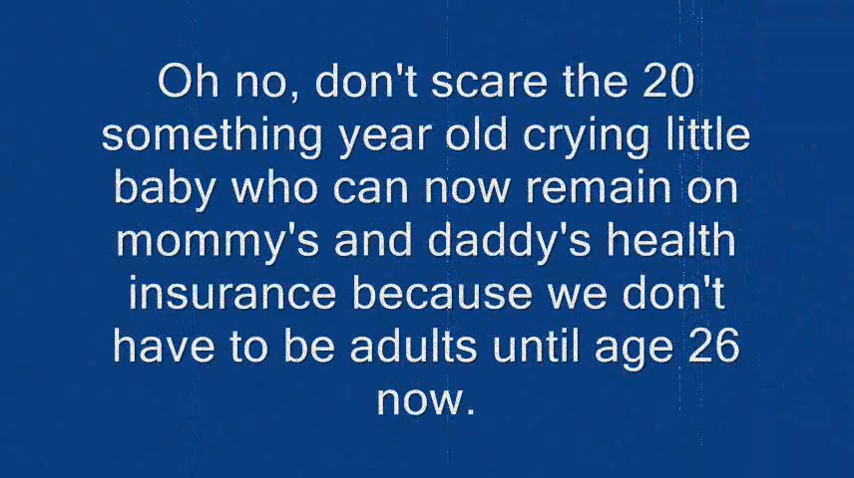 Oh no, don't scare the 20
something year old crying little
baby who can now remain on
mommy's and daddy's health
insurance because we don't
have to be adults until age 26
now.